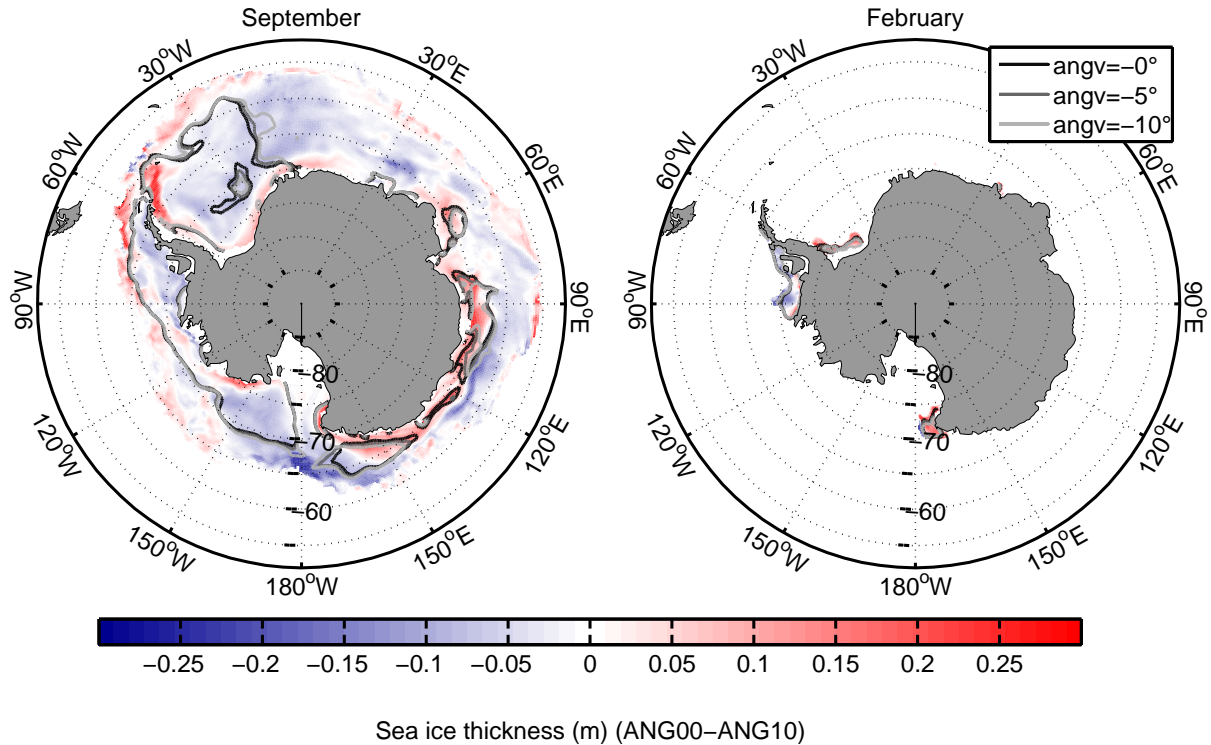 September
February
30°W
30°E
60°W
60°E
90°W
90°E
120°W
120°E
150°W
150°E
180°W
−80
−70
−60
30°W
60°W
60°E
90°W
90°E
120°W
120°E
150°W
150°E
180°W
−80
−70
−60
angv=−0°
angv=−5°
angv=−10°
−0.25 −0.2 −0.15 −0.1 −0.05 0 0.05 0.1 0.15 0.2 0.25
Sea ice thickness (m) (ANG00−ANG10)